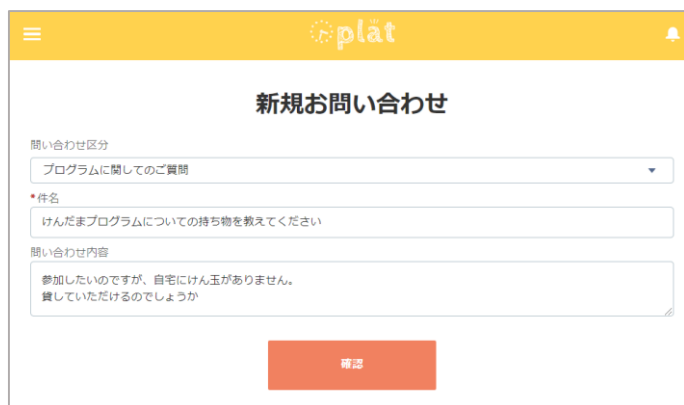 plăt
新規お問い合わせ
問い合わせ区分
プログラムに関してのご質問
*件名
けんだまプログラムについての持ち物を教えてください
問い合わせ内容
参加したいのですが、自宅にけん玉がありません。
貸していただけるのでしょうか
確認